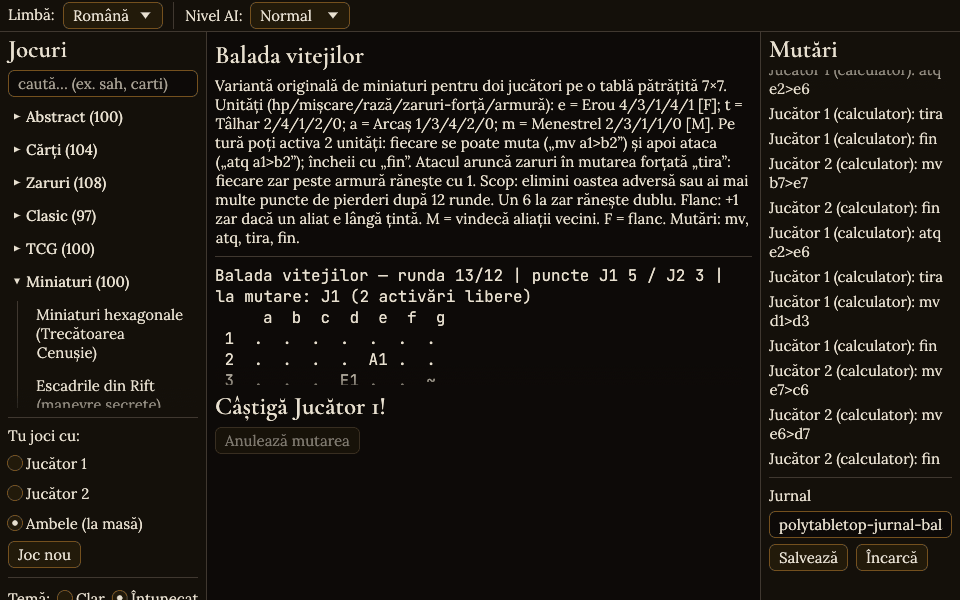 Limbă: Română ▼ Nivel AI: Normal ▼
Jocuri
caută... (ex. sah, carti)
▸ Abstract (100)
▸ Cărți (104)
▸ Zaruri (108)
▸ Clasic (97)
▸ TCG (100)
▾ Miniaturi (100)
Miniaturi hexagonale
(Trecătoarea
Cenușie)
Escadrile din Rift
(manevre secrete)
Tu joci cu:
Jucător 1
Jucător 2
Ambele (la masă)
Joc nou
Temă: Clar Întunecat
Balada vitejilor
Variantă originală de miniaturi pentru doi jucători pe o tablă pătrățită 7×7.
Unități (hp/mișcare/rază/zaruri-forță/armură): e = Erou 4/3/1/4/1 [F]; t =
Tâlhar 2/4/1/2/0; a = Arcaș 1/3/4/2/0; m = Menestrel 2/3/1/1/0 [M]. Pe
tură poți activa 2 unități: fiecare se poate muta („mv a1>b2”) și apoi ataca
(„atq a1>b2”); închei cu „fin”. Atacul aruncă zaruri în mutarea forțată „tira”:
fiecare zar peste armură rănește cu 1. Scop: elimini oastea adversă sau ai mai
multe puncte de pierderi după 12 runde. Un 6 la zar rănește dublu. Flanc: +1
zar dacă un aliat e lângă țintă. M = vindecă aliații vecini. F = flanc. Mutări: mv,
atq, tira, fin.
Balada vitejilor — runda 13/12 | puncte J1 5 / J2 3 |
la mutare: J1 (2 activări libere)
a b c d e f g
1 . . . . . . .
2 . . . . A1 . .
3 . . . E1 . . ~
Câștigă Jucător 1!
Anulează mutarea
Mutări
Jucător 1 (calculator): atq
e2>e6
Jucător 1 (calculator): tira
Jucător 1 (calculator): fin
Jucător 2 (calculator): mv
b7>e7
Jucător 2 (calculator): fin
Jucător 1 (calculator): atq
e2>e6
Jucător 1 (calculator): tira
Jucător 1 (calculator): mv
d1>d3
Jucător 1 (calculator): fin
Jucător 2 (calculator): mv
e7>c6
Jucător 2 (calculator): mv
e6>d7
Jucător 2 (calculator): fin
Jurnal
polytabletop-jurnal-bal
Salvează Încarcă